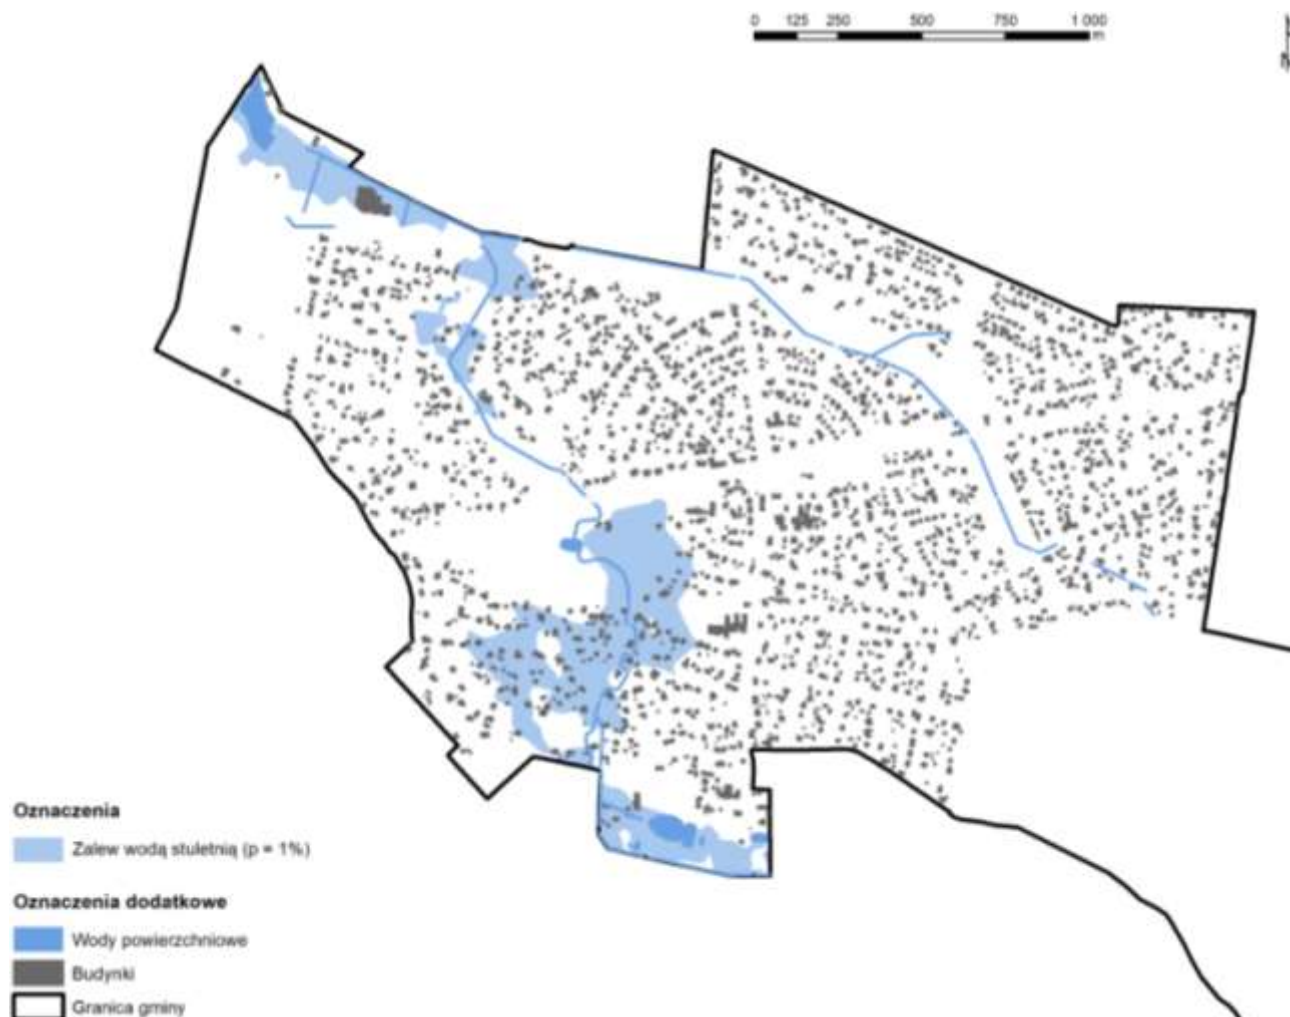 0 125 250 500 750 1 000
m
Oznaczenia
Zalew wodą stuletnią (p = 1%)
Oznaczenia dodatkowe
Wody powierzchniowe
Budynki
Granica gminy